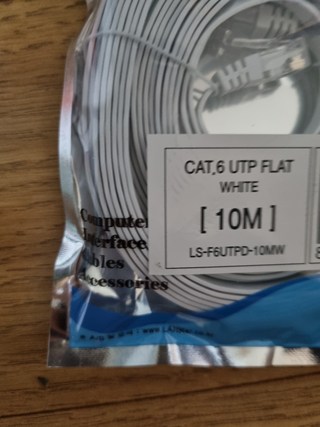 CAT.6 UTP FLAT
WHITE
[ 10M ]
LS-F6UTPD-10MW
Computer
Interface,
Cables
Accessories